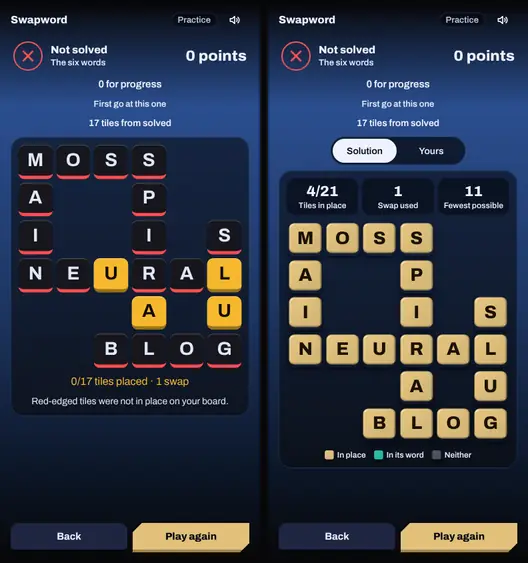 Swapword
Practice
Not solved
The six words
0 points
0 for progress
First go at this one
17 tiles from solved
M O S S
A P
I I S
N E U R A L
A U
B L O G
0/17 tiles placed · 1 swap
Red-edged tiles were not in place on your board.
Back
Play again
Swapword
Practice
Not solved
The six words
0 points
0 for progress
First go at this one
17 tiles from solved
Solution
Yours
4/21
Tiles in place
1
Swap used
11
Fewest possible
M O S S
A P
I I S
N E U R A L
A U
B L O G
In place
In its word
Neither
Back
Play again